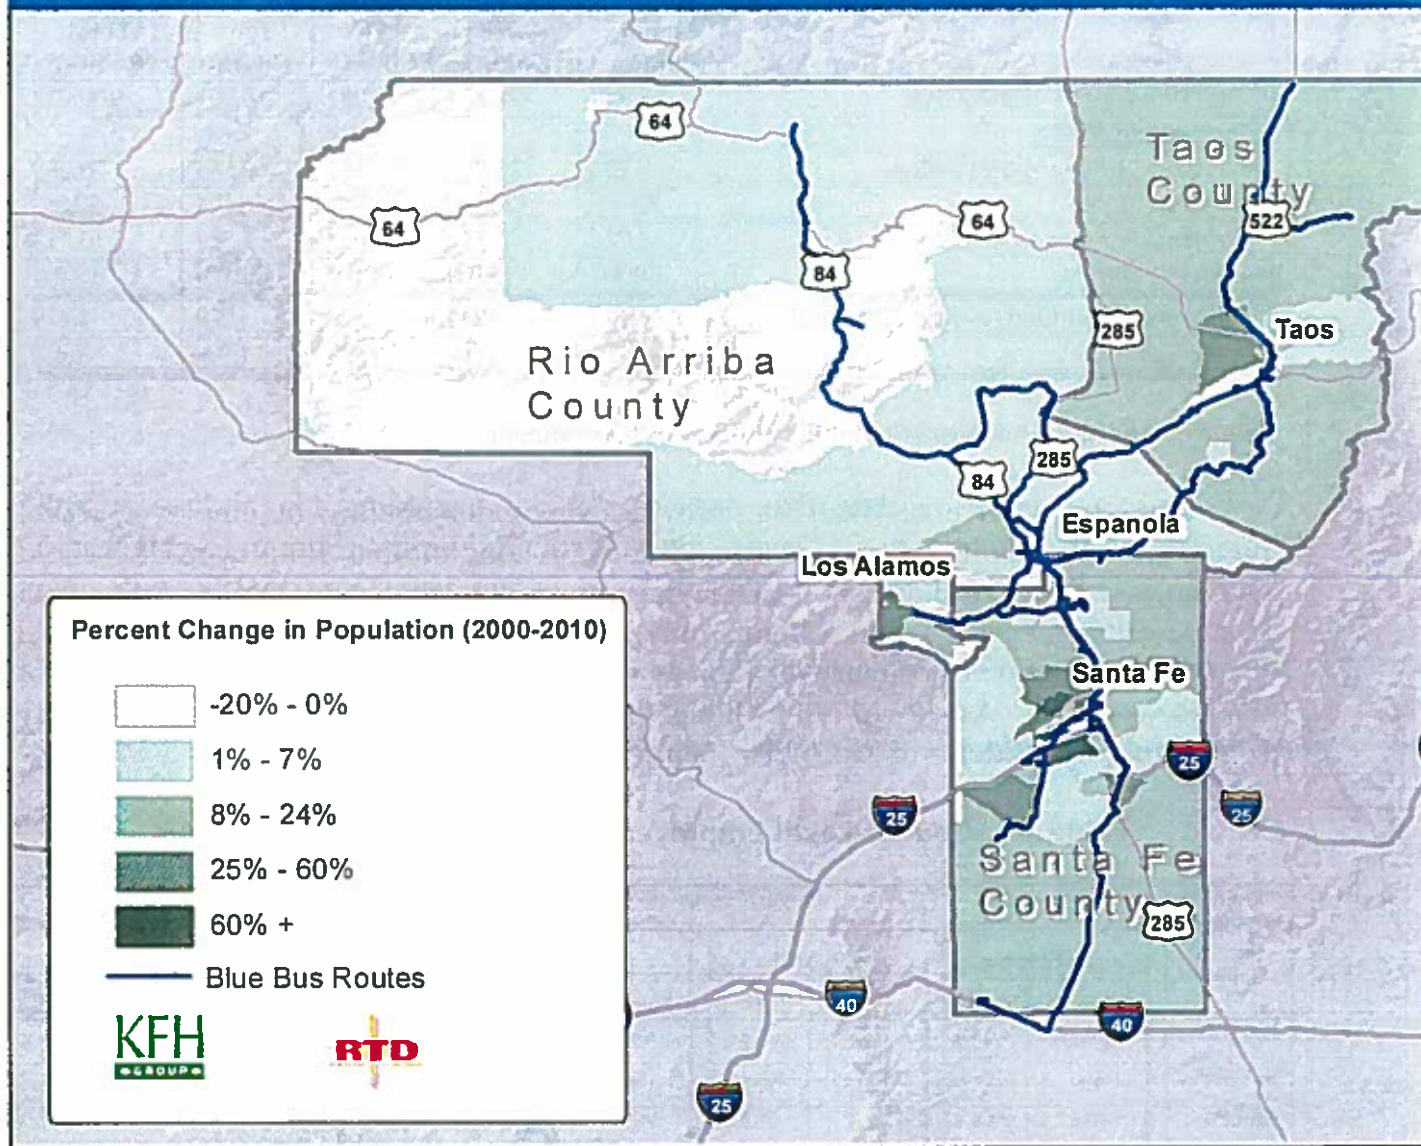 64
Taos
County
64
64
522
84
285
Taos
Rio Arriba
County
285
84
Espanola
Los Alamos
Percent Change in Population (2000-2010)
-20% - 0%
1% - 7%
8% - 24%
25% - 60%
60% +
Blue Bus Routes
KFH
GROUP
RTD
Santa Fe
25
25
25
Santa Fe
County
285
40
40
25